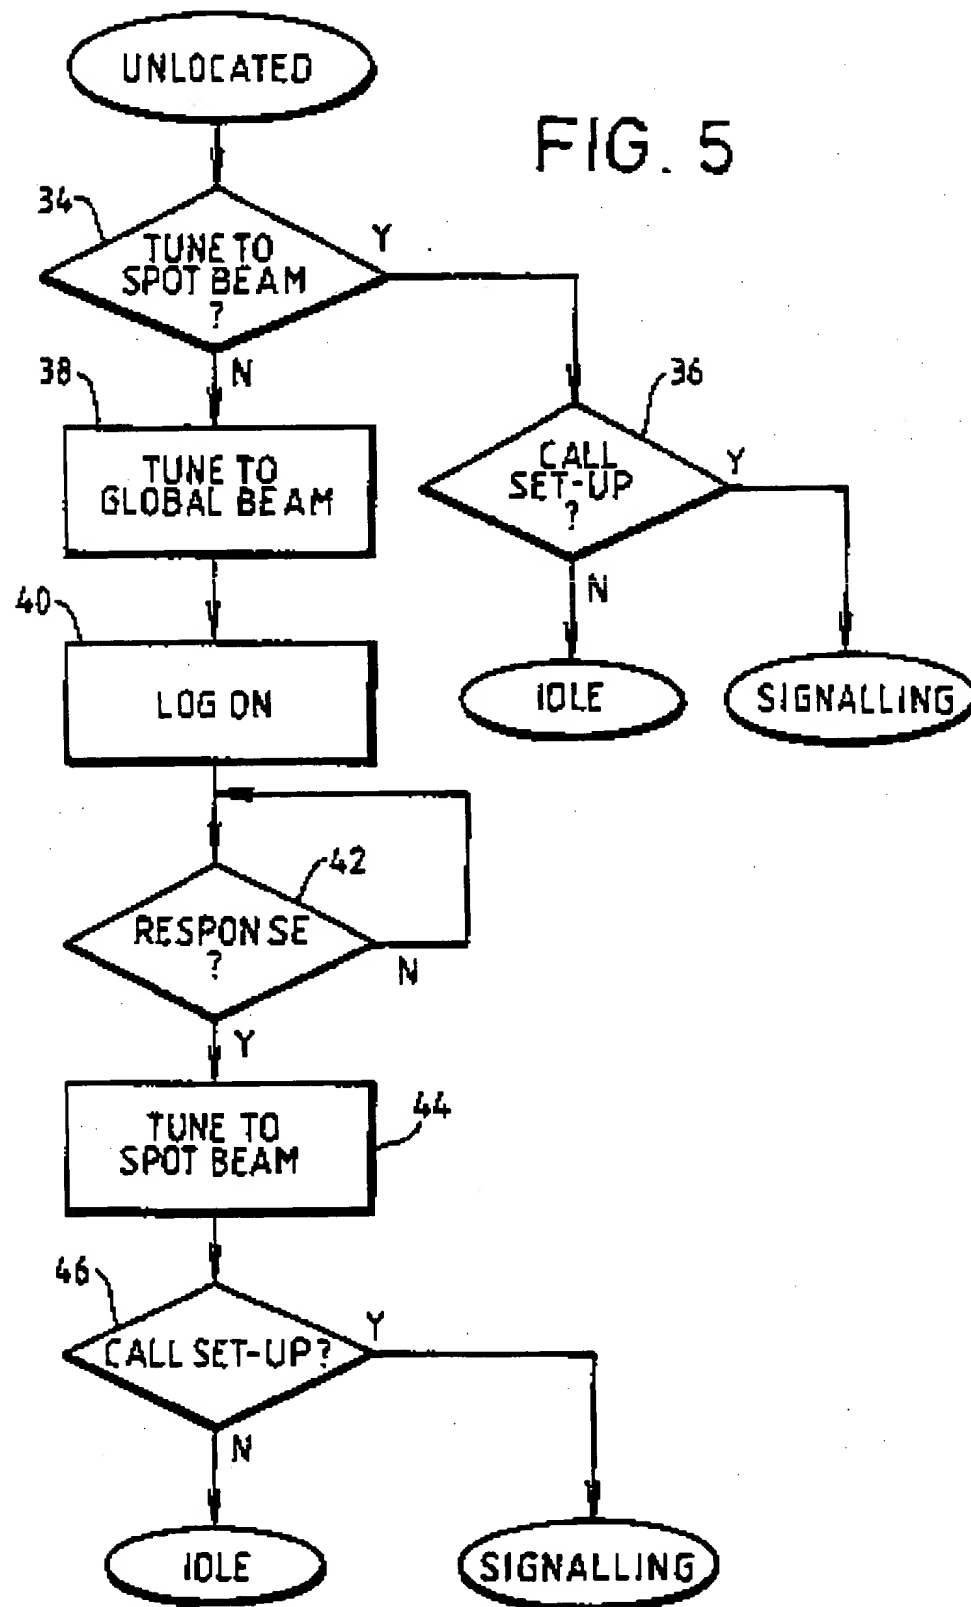 UNLOCATED
FIG. 5
34
TUNE TO
SPOT BEAM
?
Y
N
38
36
TUNE TO
GLOBAL BEAM
CALL
SET-UP
?
Y
N
40
LOG ON
IDLE
SIGNALLING
42
RESPONSE
?
N
Y
44
TUNE TO
SPOT BEAM
46
CALL SET-UP?
Y
N
IDLE
SIGNALLING